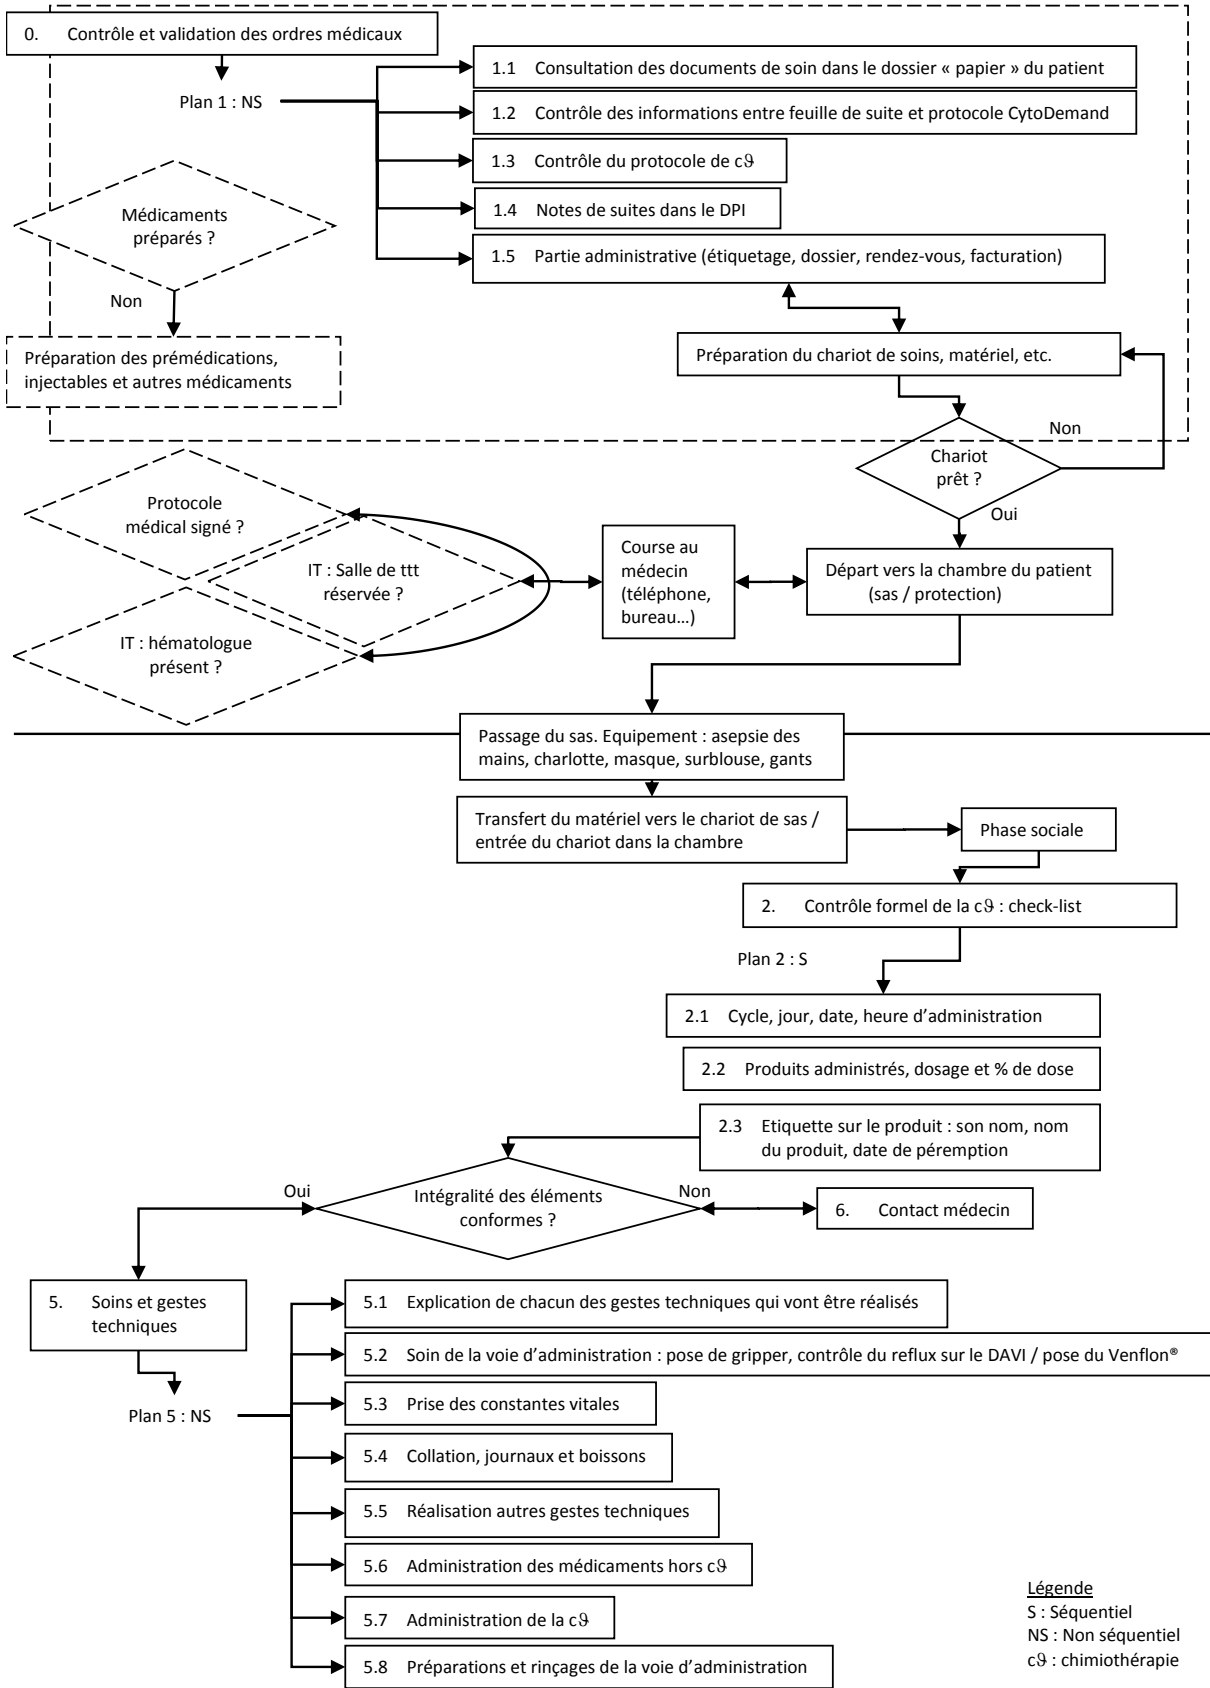 0. Contrôle et validation des ordres médicaux
Plan 1 : NS
1.1 Consultation des documents de soin dans le dossier « papier » du patient
1.2 Contrôle des informations entre feuille de suite et protocole CytoDemand
1.3 Contrôle du protocole de cϑ
1.4 Notes de suites dans le DPI
1.5 Partie administrative (étiquetage, dossier, rendez-vous, facturation)
Médicaments
préparés ?
Non
Préparation des prémédications,
injectables et autres médicaments
Préparation du chariot de soins, matériel, etc.
Non
Chariot
prêt ?
Oui
Protocole
médical signé ?
IT : Salle de ttt
réservée ?
IT : hématologue
présent ?
Course au
médecin
(téléphone,
bureau…)
Départ vers la chambre du patient
(sas / protection)
Passage du sas. Equipement : asepsie des
mains, charlotte, masque, surblouse, gants
Transfert du matériel vers le chariot de sas /
entrée du chariot dans la chambre
Phase sociale
2. Contrôle formel de la cϑ : check-list
Plan 2 : S
2.1 Cycle, jour, date, heure d’administration
2.2 Produits administrés, dosage et % de dose
2.3 Etiquette sur le produit : son nom, nom
du produit, date de péremption
Oui
Intégralité des éléments
conformes ?
Non
6. Contact médecin
5. Soins et gestes
techniques
Plan 5 : NS
5.1 Explication de chacun des gestes techniques qui vont être réalisés
5.2 Soin de la voie d’administration : pose de gripper, contrôle du reflux sur le DAVI / pose du Venflon®
5.3 Prise des constantes vitales
5.4 Collation, journaux et boissons
5.5 Réalisation autres gestes techniques
5.6 Administration des médicaments hors cϑ
5.7 Administration de la cϑ
5.8 Préparations et rinçages de la voie d’administration
Légende
S : Séquentiel
NS : Non séquentiel
cϑ : chimiothérapie